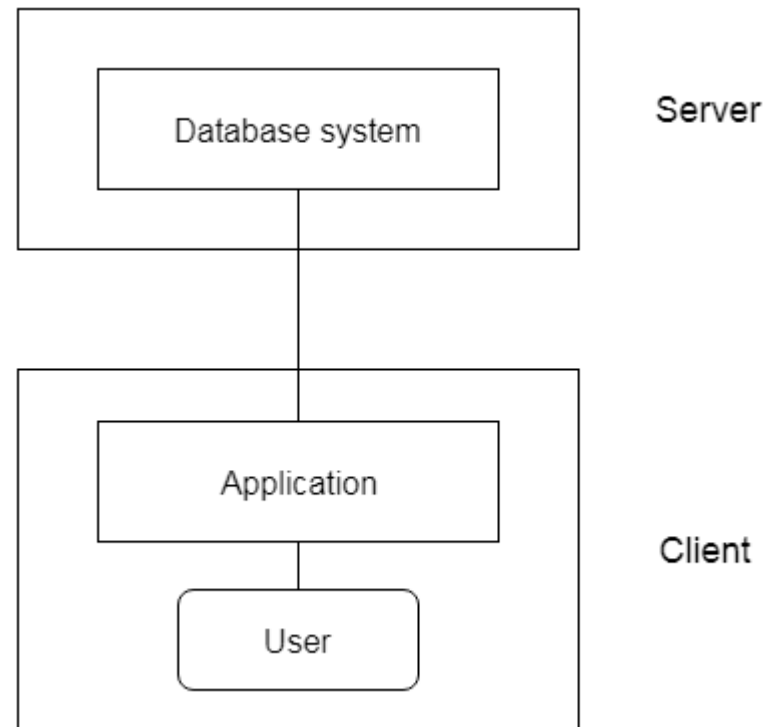 Database system
Server
Application
Client
User